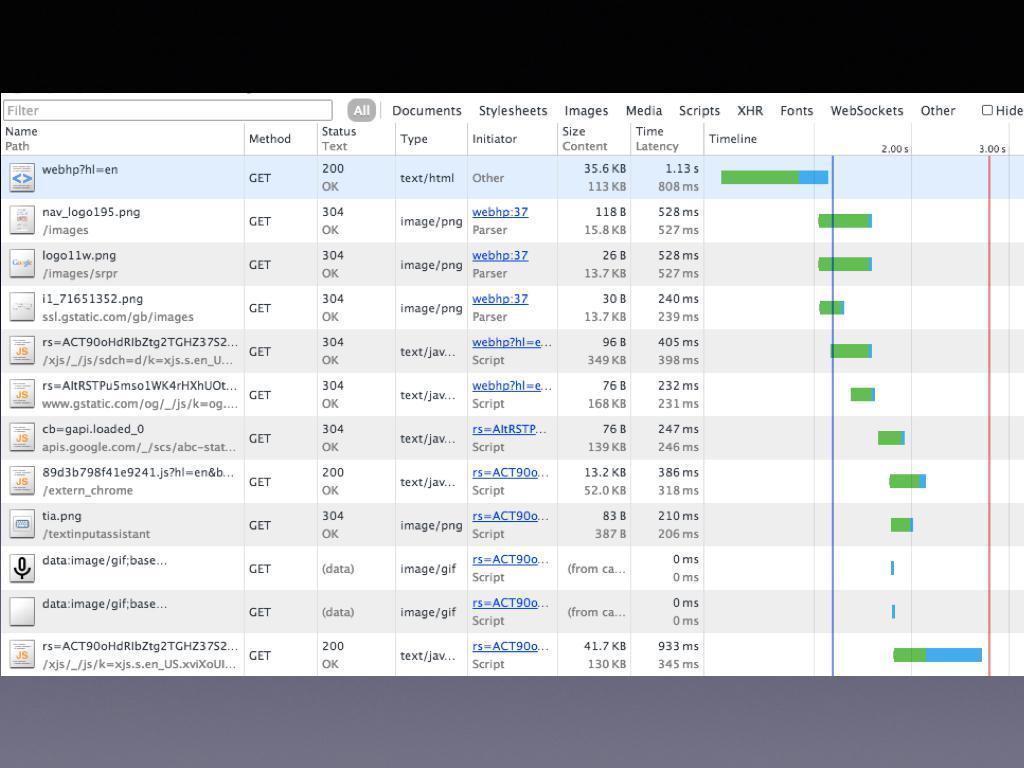 Filter All Documents Stylesheets Images Media Scripts XHR Fonts WebSockets Other Hide
Name Method Status Type Initiator Size Time Timeline
Path Text Content Latency 2.00 s 3.00 s
webhp?hl=en GET 200 text/html Other 35.6 KB 1.13 s
OK 113 KB 808 ms
nav_logo195.png GET 304 image/png webhp:37 118 B 528 ms
/images OK Parser 15.8 KB 527 ms
Google logo11w.png GET 304 image/png webhp:37 26 B 528 ms
/images/srpr OK Parser 13.7 KB 527 ms
i1_71651352.png GET 304 image/png webhp:37 30 B 240 ms
ssl.gstatic.com/gb/images OK Parser 13.7 KB 239 ms
JS rs=ACT90oHdRIbZtg2TGHZ37S2... GET 304 text/jav... webhp?hl=e... 96 B 405 ms
/xjs/_/js/sdch=d/k=xjs.s.en_U... OK Script 349 KB 398 ms
JS rs=AItRSTPu5mso1WK4rHXhUOt... GET 304 text/jav... webhp?hl=e... 76 B 232 ms
www.gstatic.com/og/_/js/k=og.... OK Script 168 KB 231 ms
JS cb=gapi.loaded_0 GET 304 text/jav... rs=AItRSTP... 76 B 247 ms
apis.google.com/_/scs/abc-stat... OK Script 139 KB 246 ms
JS 89d3b798f41e9241.js?hl=en&b... GET 200 text/jav... rs=ACT90o... 13.2 KB 386 ms
/extern_chrome OK Script 52.0 KB 318 ms
tia.png GET 304 image/png rs=ACT90o... 83 B 210 ms
/textinputassistant OK Script 387 B 206 ms
data:image/gif;base... GET (data) image/gif rs=ACT90o... (from ca... 0 ms
Script 0 ms
data:image/gif;base... GET (data) image/gif rs=ACT90o... (from ca... 0 ms
Script 0 ms
JS rs=ACT90oHdRIbZtg2TGHZ37S2... GET 200 text/jav... rs=ACT90o... 41.7 KB 933 ms
/xjs/_/js/k=xjs.s.en_US.xviXoUI... OK Script 130 KB 345 ms